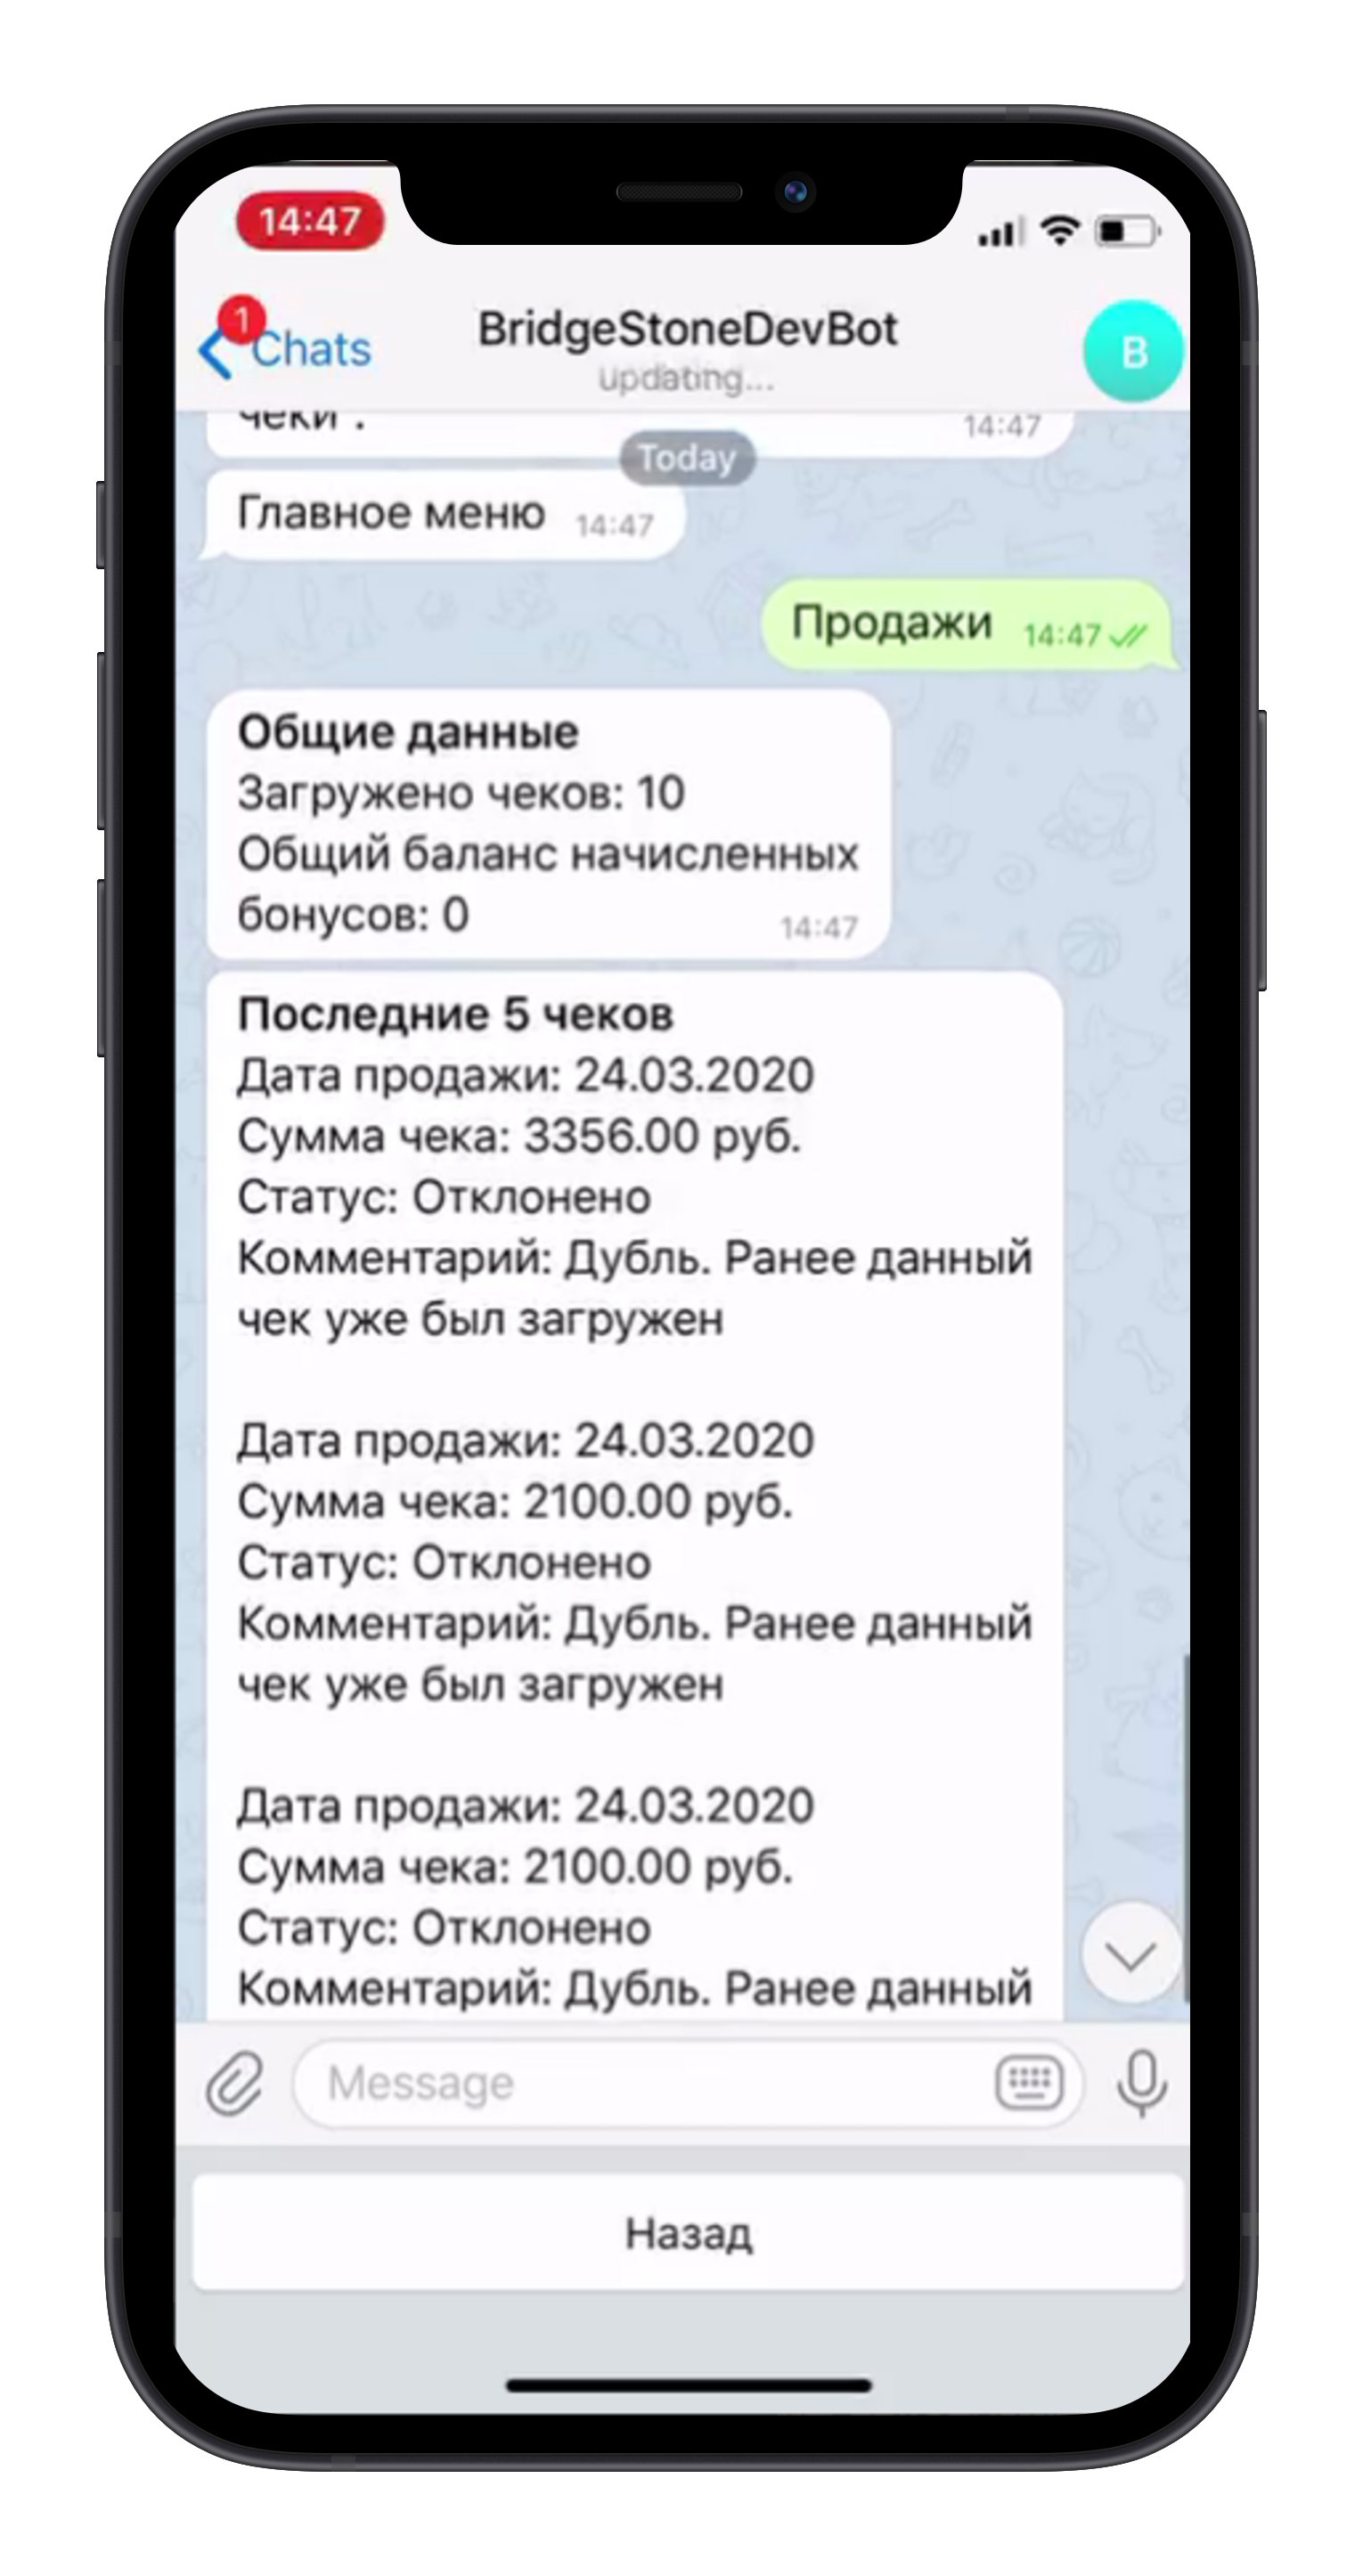 14:47
1
Chats
BridgeStoneDevBot
updating...
B
чеки .
14:47
Today
Главное меню 14:47
Продажи 14:47
Общие данные
Загружено чеков: 10
Общий баланс начисленных
бонусов: 0 14:47
Последние 5 чеков
Дата продажи: 24.03.2020
Сумма чека: 3356.00 руб.
Статус: Отклонено
Комментарий: Дубль. Ранее данный
чек уже был загружен
Дата продажи: 24.03.2020
Сумма чека: 2100.00 руб.
Статус: Отклонено
Комментарий: Дубль. Ранее данный
чек уже был загружен
Дата продажи: 24.03.2020
Сумма чека: 2100.00 руб.
Статус: Отклонено
Комментарий: Дубль. Ранее данный
Message
Назад